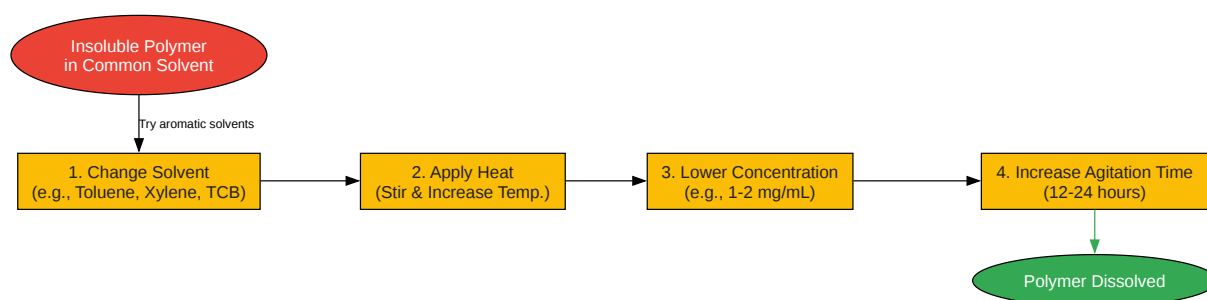 Insoluble Polymer
in Common Solvent
Try aromatic solvents
1. Change Solvent
(e.g., Toluene, Xylene, TCB)
2. Apply Heat
(Stir & Increase Temp.)
3. Lower Concentration
(e.g., 1-2 mg/mL)
4. Increase Agitation Time
(12-24 hours)
Polymer Dissolved